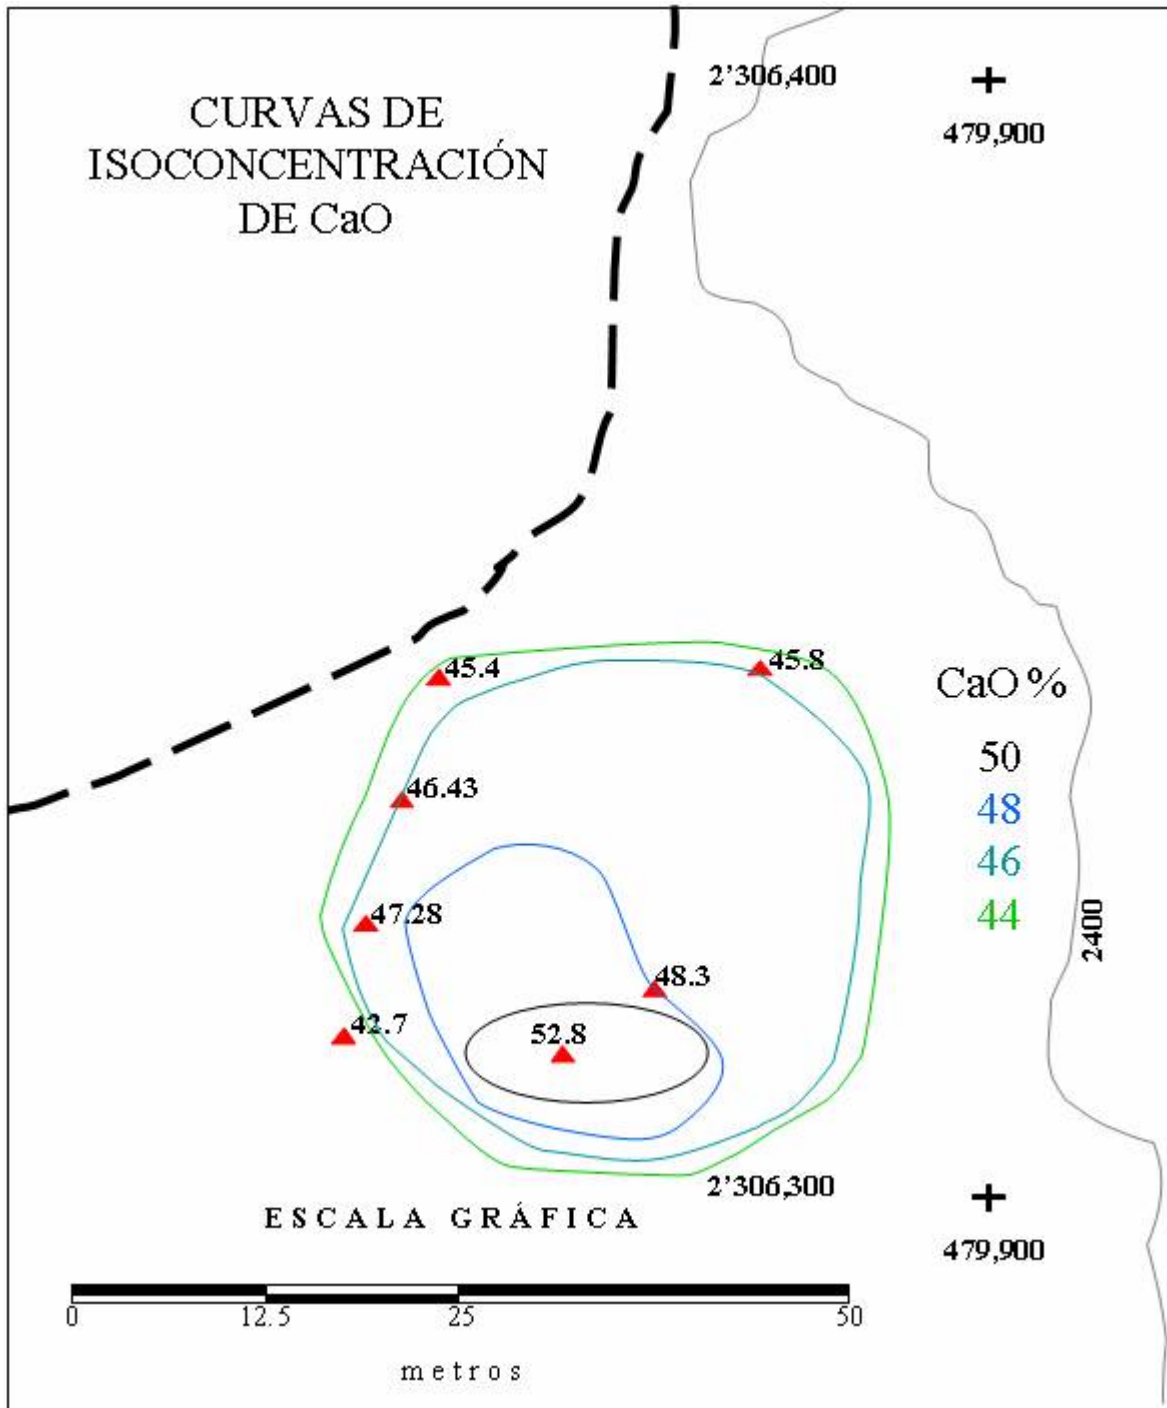 CURVAS DE
ISOCONCENTRACIÓN
DE CaO
2’306,400
479,900
45.4
45.8
46.43
47.28
48.3
42.7
52.8
CaO %
50
48
46
44
2400
2’306,300
479,900
ESCALA GRÁFICA
0 12.5 25 50
metros